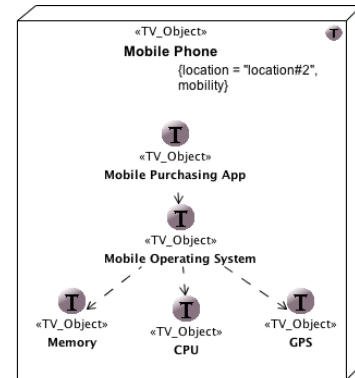 «TV_Object»
T
Mobile Phone
{location = "location#2",
mobility}
T
«TV_Object»
Mobile Purchasing App
T
«TV_Object»
Mobile Operating System
T
«TV_Object»
Memory
T
«TV_Object»
CPU
T
«TV_Object»
GPS